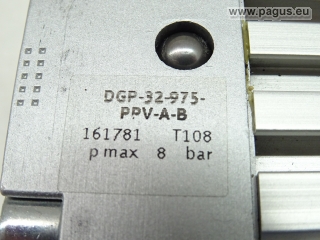 © www.pagus.eu
DGP-32-975-
PPV-A-B
161781 T108
p max 8 bar